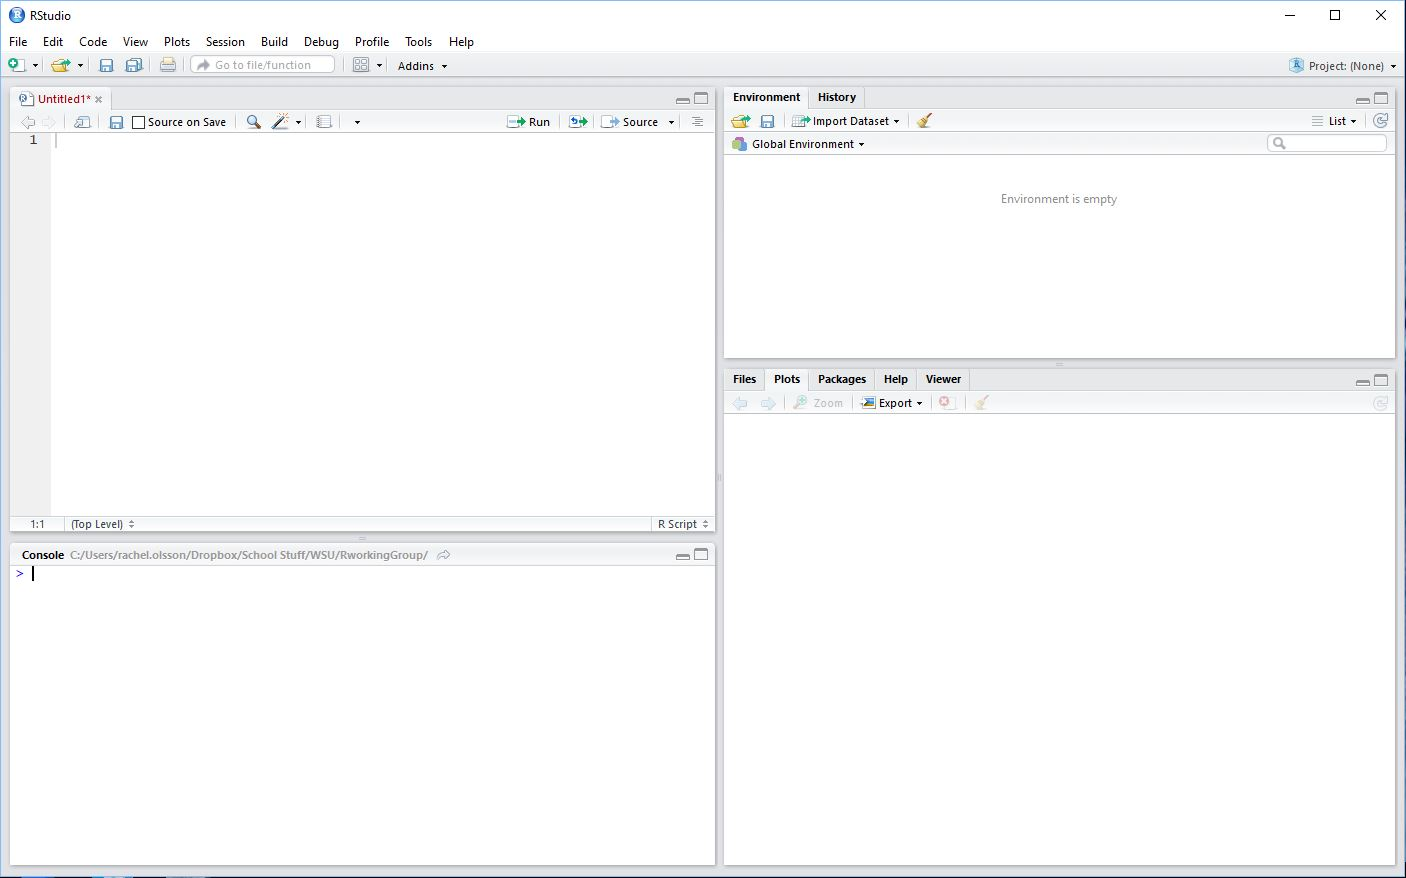 RStudio
File Edit Code View Plots Session Build Debug Profile Tools Help
Go to file/function Addins Project: (None)
Untitled1*
Source on Save Run Source
1
1:1 (Top Level) R Script
Console C:/Users/rachel.olsson/Dropbox/School Stuff/WSU/RworkingGroup/
>
Environment History
Import Dataset List
Global Environment
Environment is empty
Files Plots Packages Help Viewer
Zoom Export